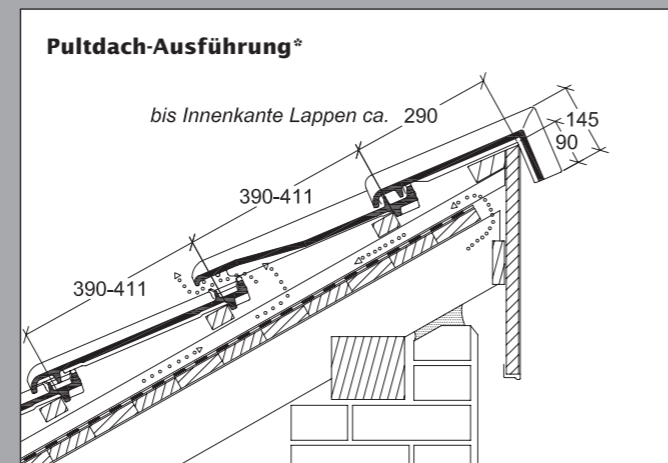 Pultdach-Ausführung*
bis Innenkante Lappen ca. 290
145
90
390-411
390-411